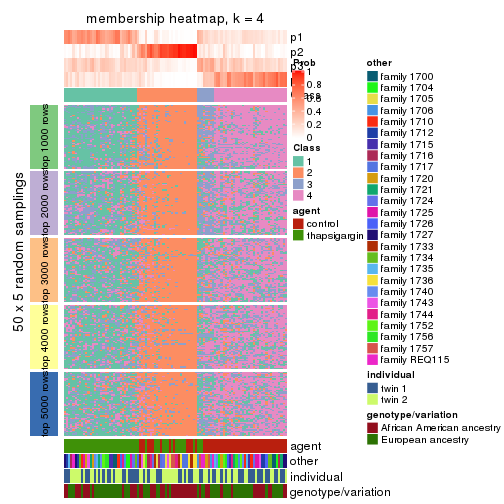 membership heatmap, k = 4
p1
p2
p3
Prob
1
0.8
0.6
0.4
0.2
0
Class
1
2
3
4
agent
control
thapsigargin
other
family 1700
family 1704
family 1705
family 1706
family 1710
family 1712
family 1715
family 1716
family 1717
family 1720
family 1721
family 1724
family 1725
family 1726
family 1727
family 1733
family 1734
family 1735
family 1736
family 1740
family 1743
family 1744
family 1752
family 1756
family 1757
family REQ115
individual
twin 1
twin 2
genotype/variation
African American ancestry
European ancestry
50 x 5 random samplings
top 1000 rows
top 2000 rows
top 3000 rows
top 4000 rows
top 5000 rows
agent
other
individual
genotype/variation